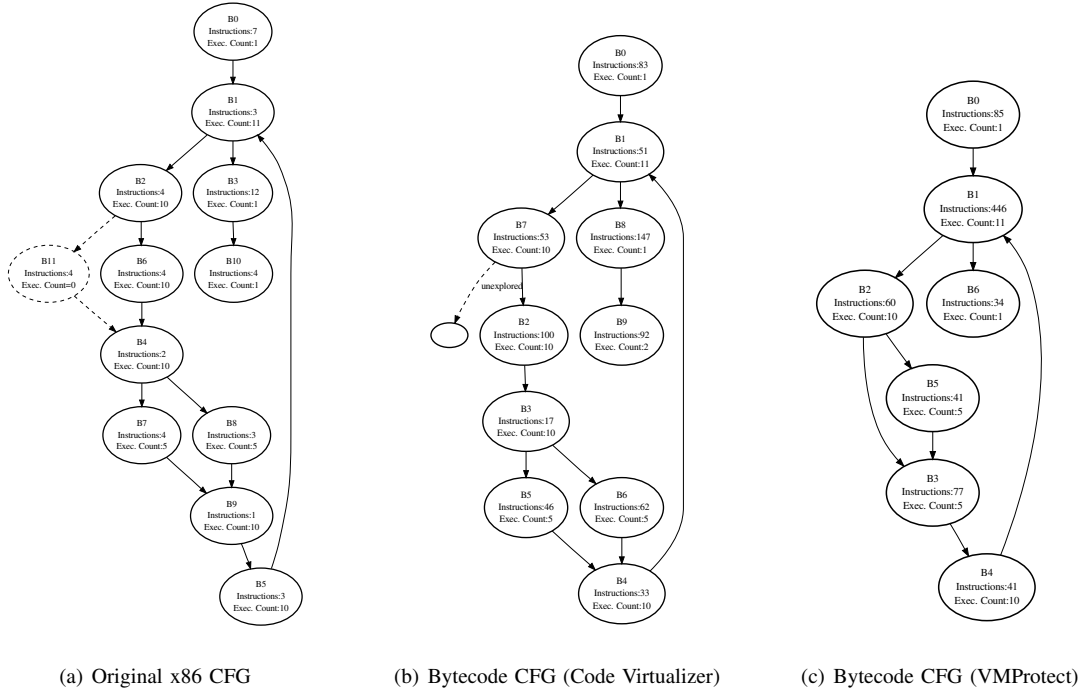 B0
Instructions:7
Exec. Count:1
B1
Instructions:3
Exec. Count:11
B2
Instructions:4
Exec. Count:10
B3
Instructions:12
Exec. Count:1
B11
Instructions:4
Exec. Count=0
B6
Instructions:4
Exec. Count:10
B10
Instructions:4
Exec. Count:1
B4
Instructions:2
Exec. Count:10
B7
Instructions:4
Exec. Count:5
B8
Instructions:3
Exec. Count:5
B9
Instructions:1
Exec. Count:10
B5
Instructions:3
Exec. Count:10
(a) Original x86 CFG
B0
Instructions:83
Exec. Count:1
B1
Instructions:51
Exec. Count:11
B7
Instructions:53
Exec. Count:10
B8
Instructions:147
Exec. Count:1
unexplored
B2
Instructions:100
Exec. Count:10
B9
Instructions:92
Exec. Count:2
B3
Instructions:17
Exec. Count:10
B5
Instructions:46
Exec. Count:5
B6
Instructions:62
Exec. Count:5
B4
Instructions:33
Exec. Count:10
(b) Bytecode CFG (Code Virtualizer)
B0
Instructions:85
Exec. Count:1
B1
Instructions:446
Exec. Count:11
B2
Instructions:60
Exec. Count:10
B6
Instructions:34
Exec. Count:1
B5
Instructions:41
Exec. Count:5
B3
Instructions:77
Exec. Count:5
B4
Instructions:41
Exec. Count:10
(c) Bytecode CFG (VMProtect)